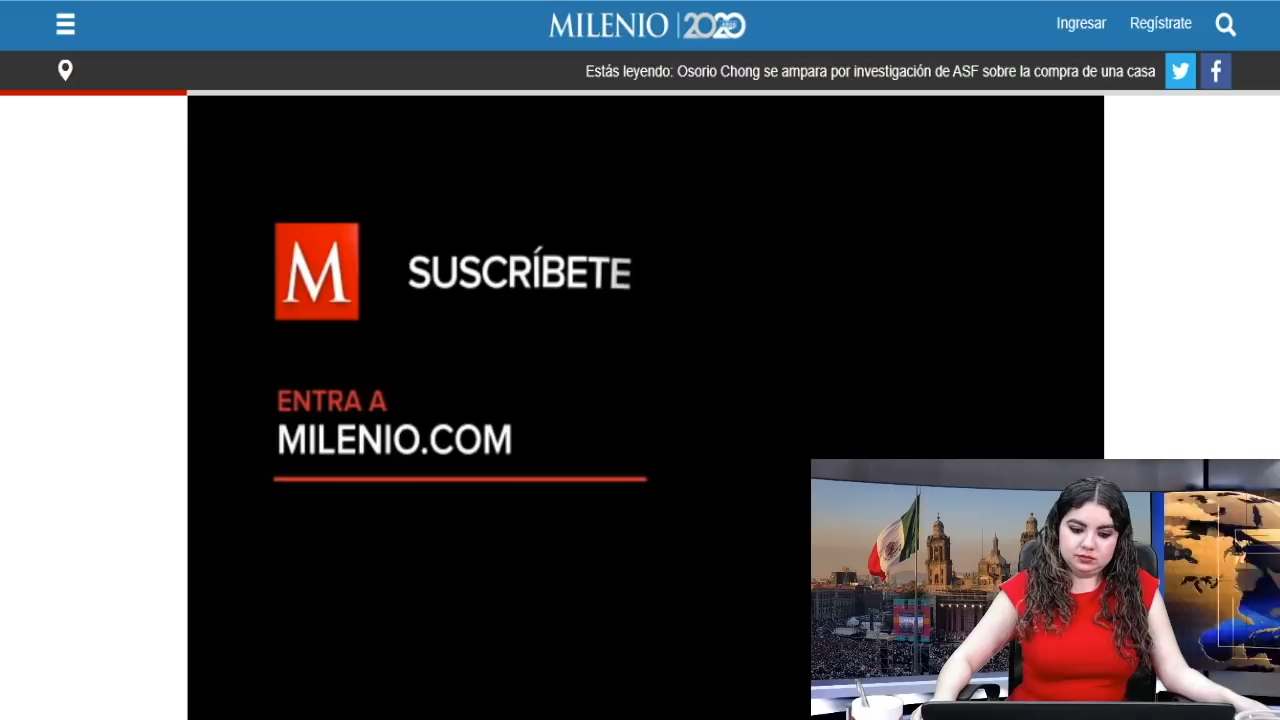 MILENIO | 2020
Ingresar Regístrate
Estás leyendo: Osorio Chong se ampara por investigación de ASF sobre la compra de una casa
M SUSCRÍBETE
ENTRA A
MILENIO.COM